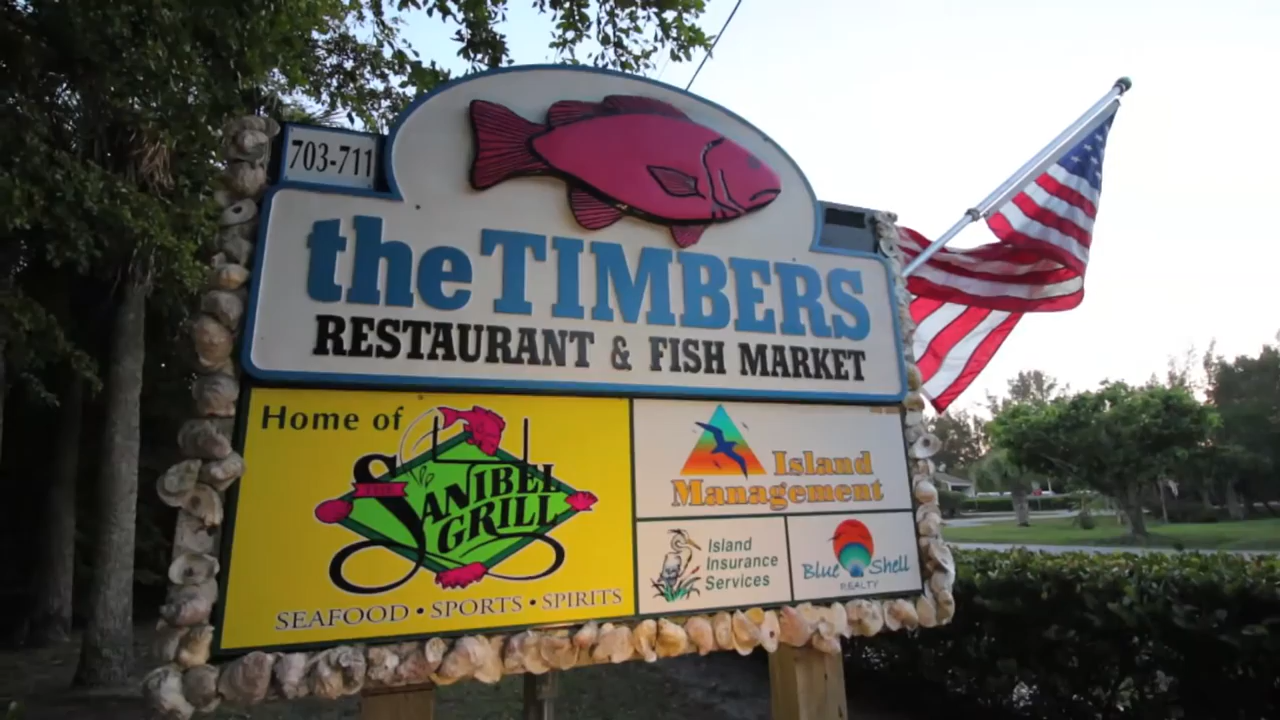 703-711
the TIMBERS
RESTAURANT & FISH MARKET
Home of
THE
SANIBEL
GRILL
SEAFOOD • SPORTS • SPIRITS
Island
Management
Island
Insurance
Services
Blue Shell
REALTY